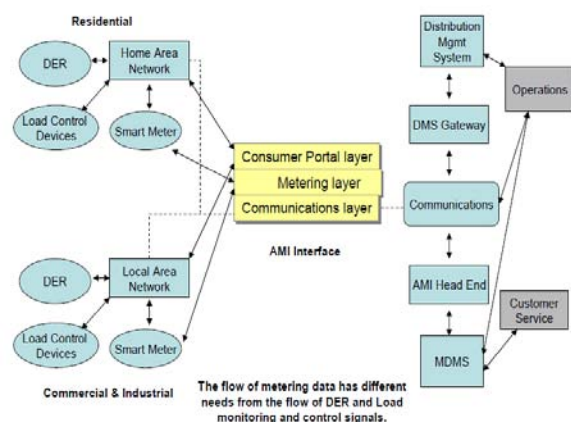 Residential
DER
Home Area
Network
Load Control
Devices
Smart Meter
DER
Local Area
Network
Load Control
Devices
Smart Meter
Commercial & Industrial
Consumer Portal layer
Metering layer
Communications layer
AMI Interface
The flow of metering data has different
needs from the flow of DER and Load
monitoring and control signals.
Distribution
Mgmt
System
Operations
DMS Gateway
Communications
AMI Head End
Customer
Service
MDMS